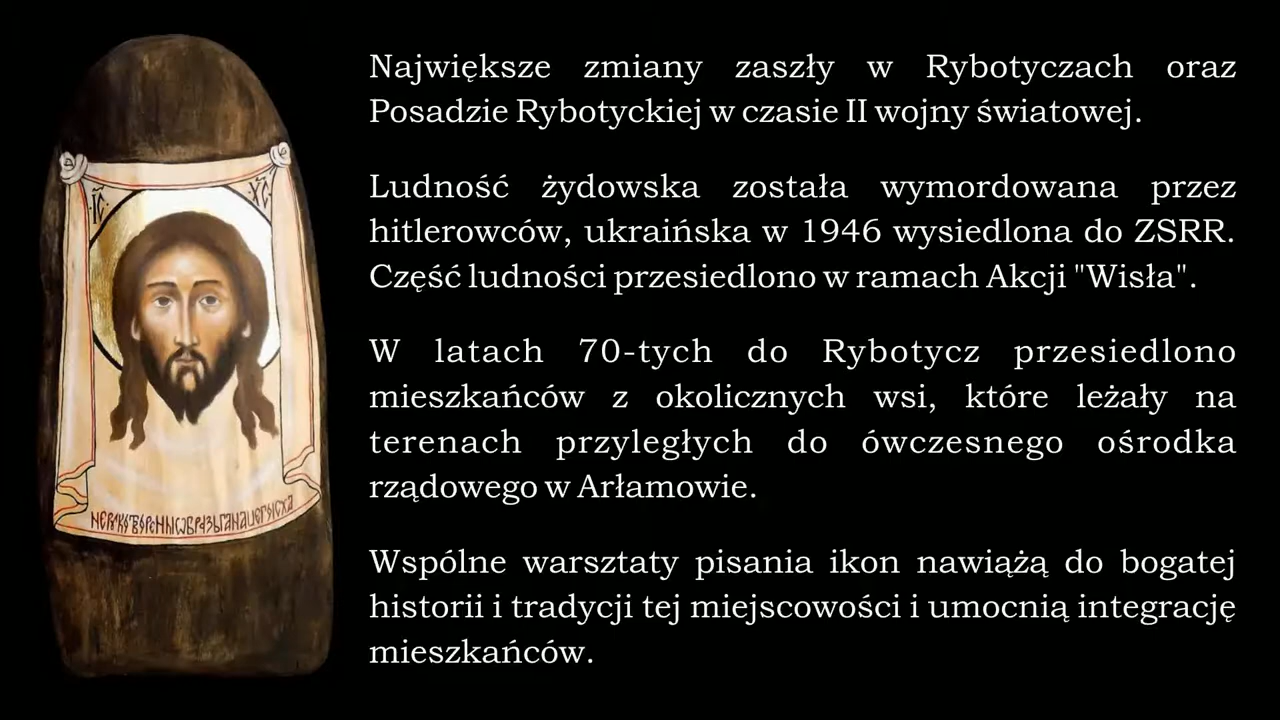 Największe zmiany zaszły w Rybotyczach oraz
Posadzie Rybotyckiej w czasie II wojny światowej.
Ludność żydowska została wymordowana przez
hitlerowców, ukraińska w 1946 wysiedlona do ZSRR.
Część ludności przesiedlono w ramach Akcji "Wisła".
W latach 70-tych do Rybotycz przesiedlono
mieszkańców z okolicznych wsi, które leżały na
terenach przyległych do ówczesnego ośrodka
rządowego w Arłamowie.
Wspólne warsztaty pisania ikon nawiążą do bogatej
historii i tradycji tej miejscowości i umocnią integrację
mieszkańców.
IC
XC